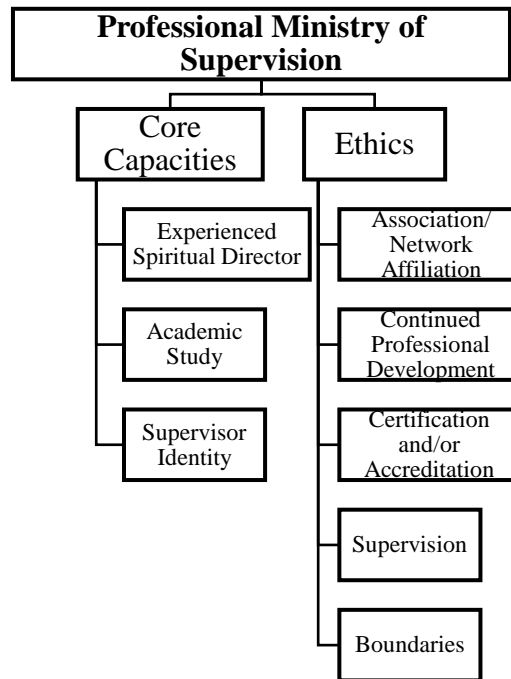 Professional Ministry of
Supervision
Core
Capacities
Experienced
Spiritual Director
Academic
Study
Supervisor
Identity
Ethics
Association/
Network
Affiliation
Continued
Professional
Development
Certification
and/or
Accreditation
Supervision
Boundaries